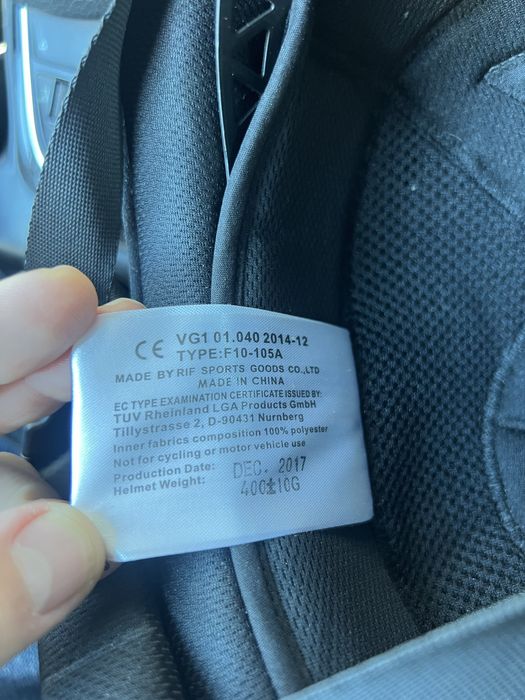 CE VG1 01.040 2014-12
TYPE:F10-105A
MADE BY RIF SPORTS GOODS CO.,LTD
MADE IN CHINA
EC TYPE EXAMINATION CERTIFICATE ISSUED BY:
TUV Rheinland LGA Products GmbH
Tillystrasse 2, D-90431 Nurnberg
Inner fabrics composition 100% polyester
Not for cycling or motor vehicle use
Production Date: DEC. 2017
Helmet Weight: 400±10G